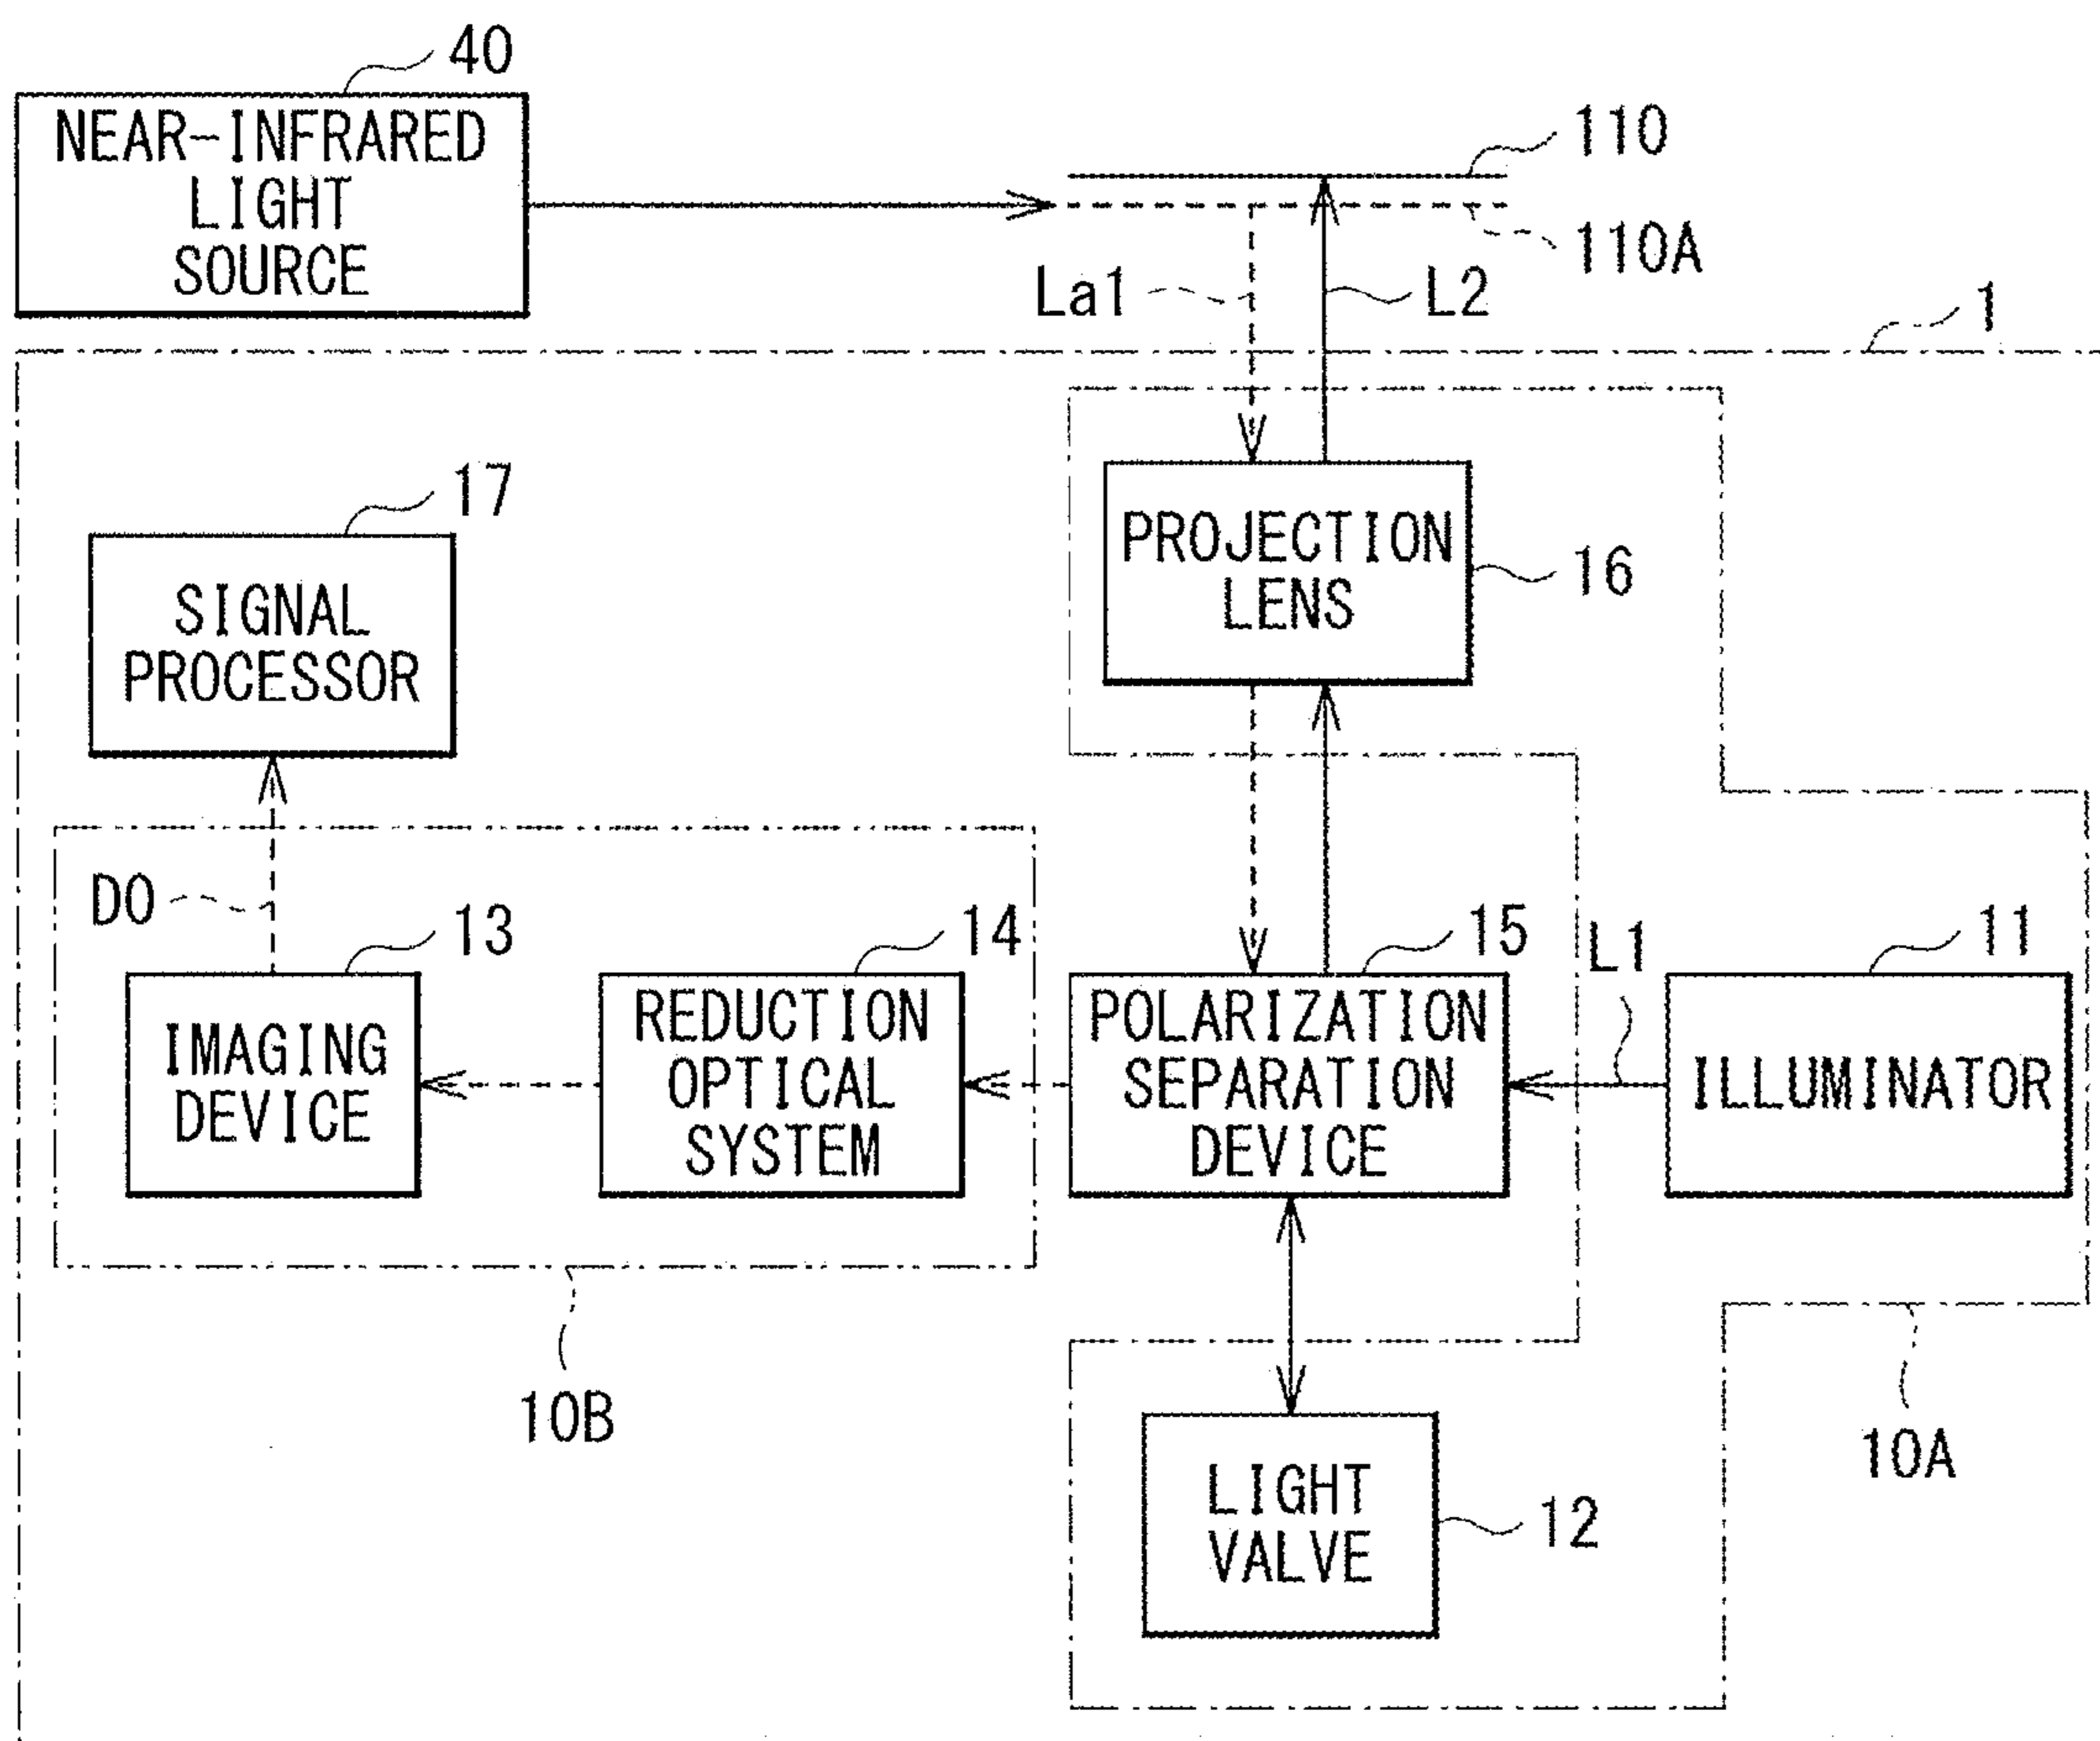 40
NEAR-INFRARED
LIGHT
SOURCE
110
110A
La1
L2
1
17
SIGNAL
PROCESSOR
PROJECTION
LENS
16
D0
13
14
15
L1
11
IMAGING
DEVICE
REDUCTION
OPTICAL
SYSTEM
POLARIZATION
SEPARATION
DEVICE
ILLUMINATOR
10B
10A
LIGHT
VALVE
12